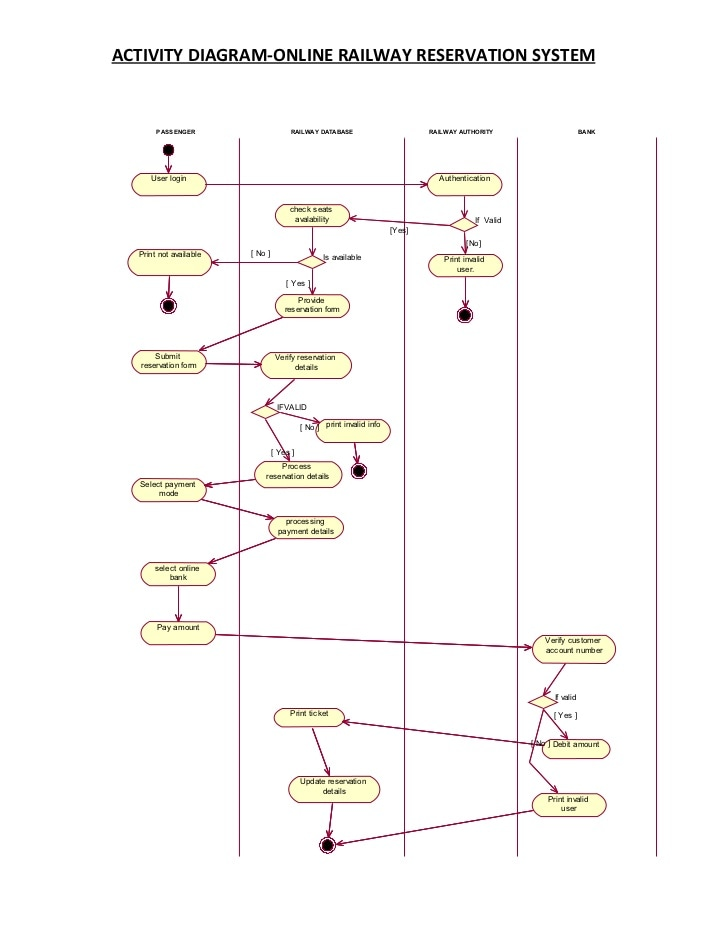 ACTIVITY DIAGRAM-ONLINE RAILWAY RESERVATION SYSTEM
PASSENGER
RAILWAY DATABASE
RAILWAY AUTHORITY
BANK
User login
Authentication
check seats
avalability
If Valid
[Yes]
[No]
Print not available
[ No ]
Is available
Print invalid
user.
[ Yes ]
Provide
reservation form
Submit
reservation form
Verify reservation
details
IFVALID
[ No ]
print invalid info
[ Yes ]
Process
reservation details
Select payment
mode
processing
payment details
select online
bank
Pay amount
Verify customer
account number
If valid
[ Yes ]
Print ticket
[ No ]
Debit amount
Update reservation
details
Print invalid
user